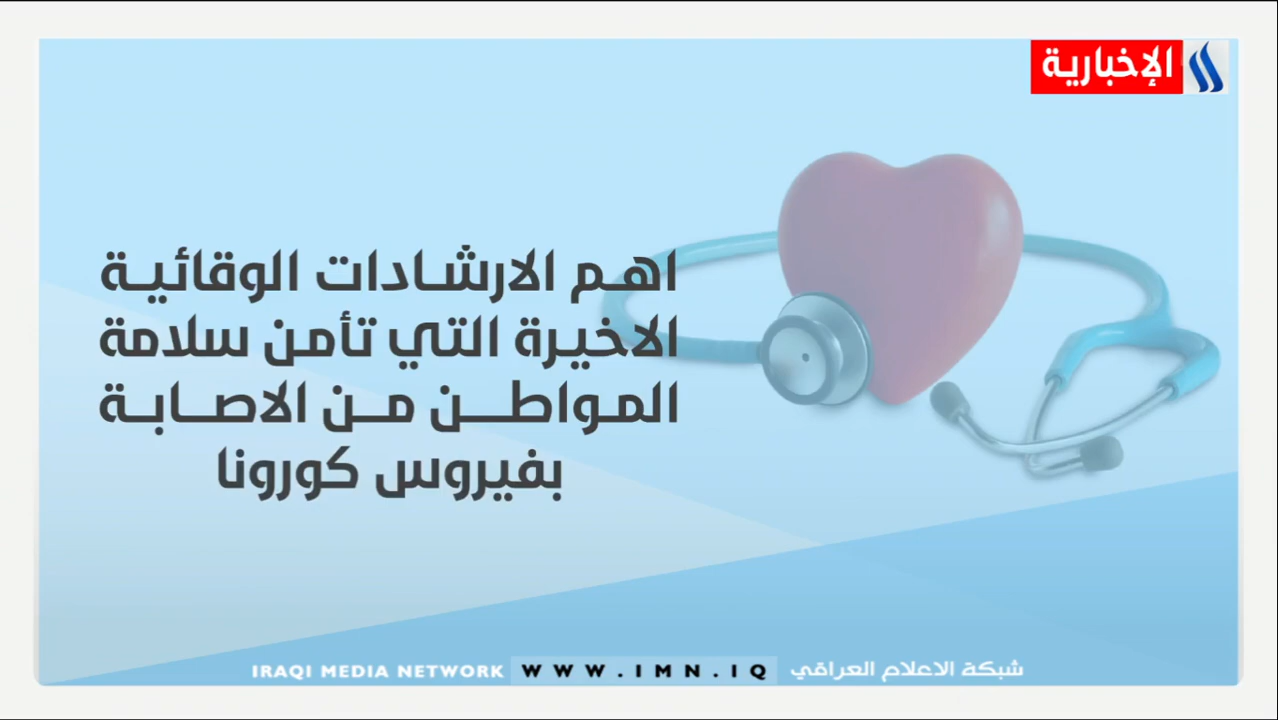 الإخبارية
اهم الارشادات الوقائية
الاخيرة التي تأمن سلامة
المواطن من الاصابة
بفيروس كورونا
IRAQI MEDIA NETWORK WWW.IMN.IQ شبكة الاعلام العراقي